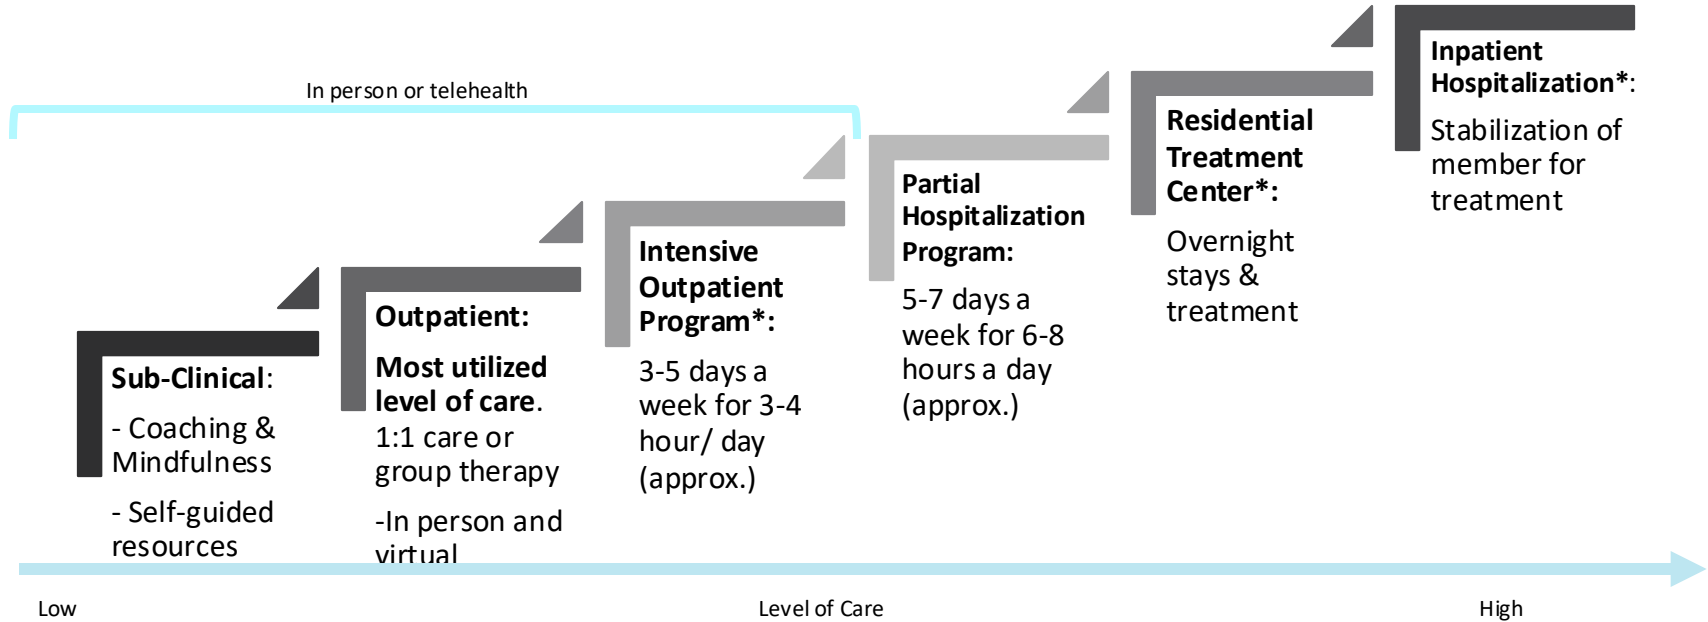 In person or telehealth
Sub-Clinical:
- Coaching &
Mindfulness
- Self-guided
resources
Outpatient:
Most utilized
level of care.
1:1 care or
group therapy
-In person and
virtual
Intensive
Outpatient
Program*:
3-5 days a
week for 3-4
hour/ day
(approx.)
Partial
Hospitalization
Program:
5-7 days a
week for 6-8
hours a day
(approx.)
Residential
Treatment
Center*:
Overnight
stays &
treatment
Inpatient
Hospitalization*:
Stabilization of
member for
treatment
Low
Level of Care
High